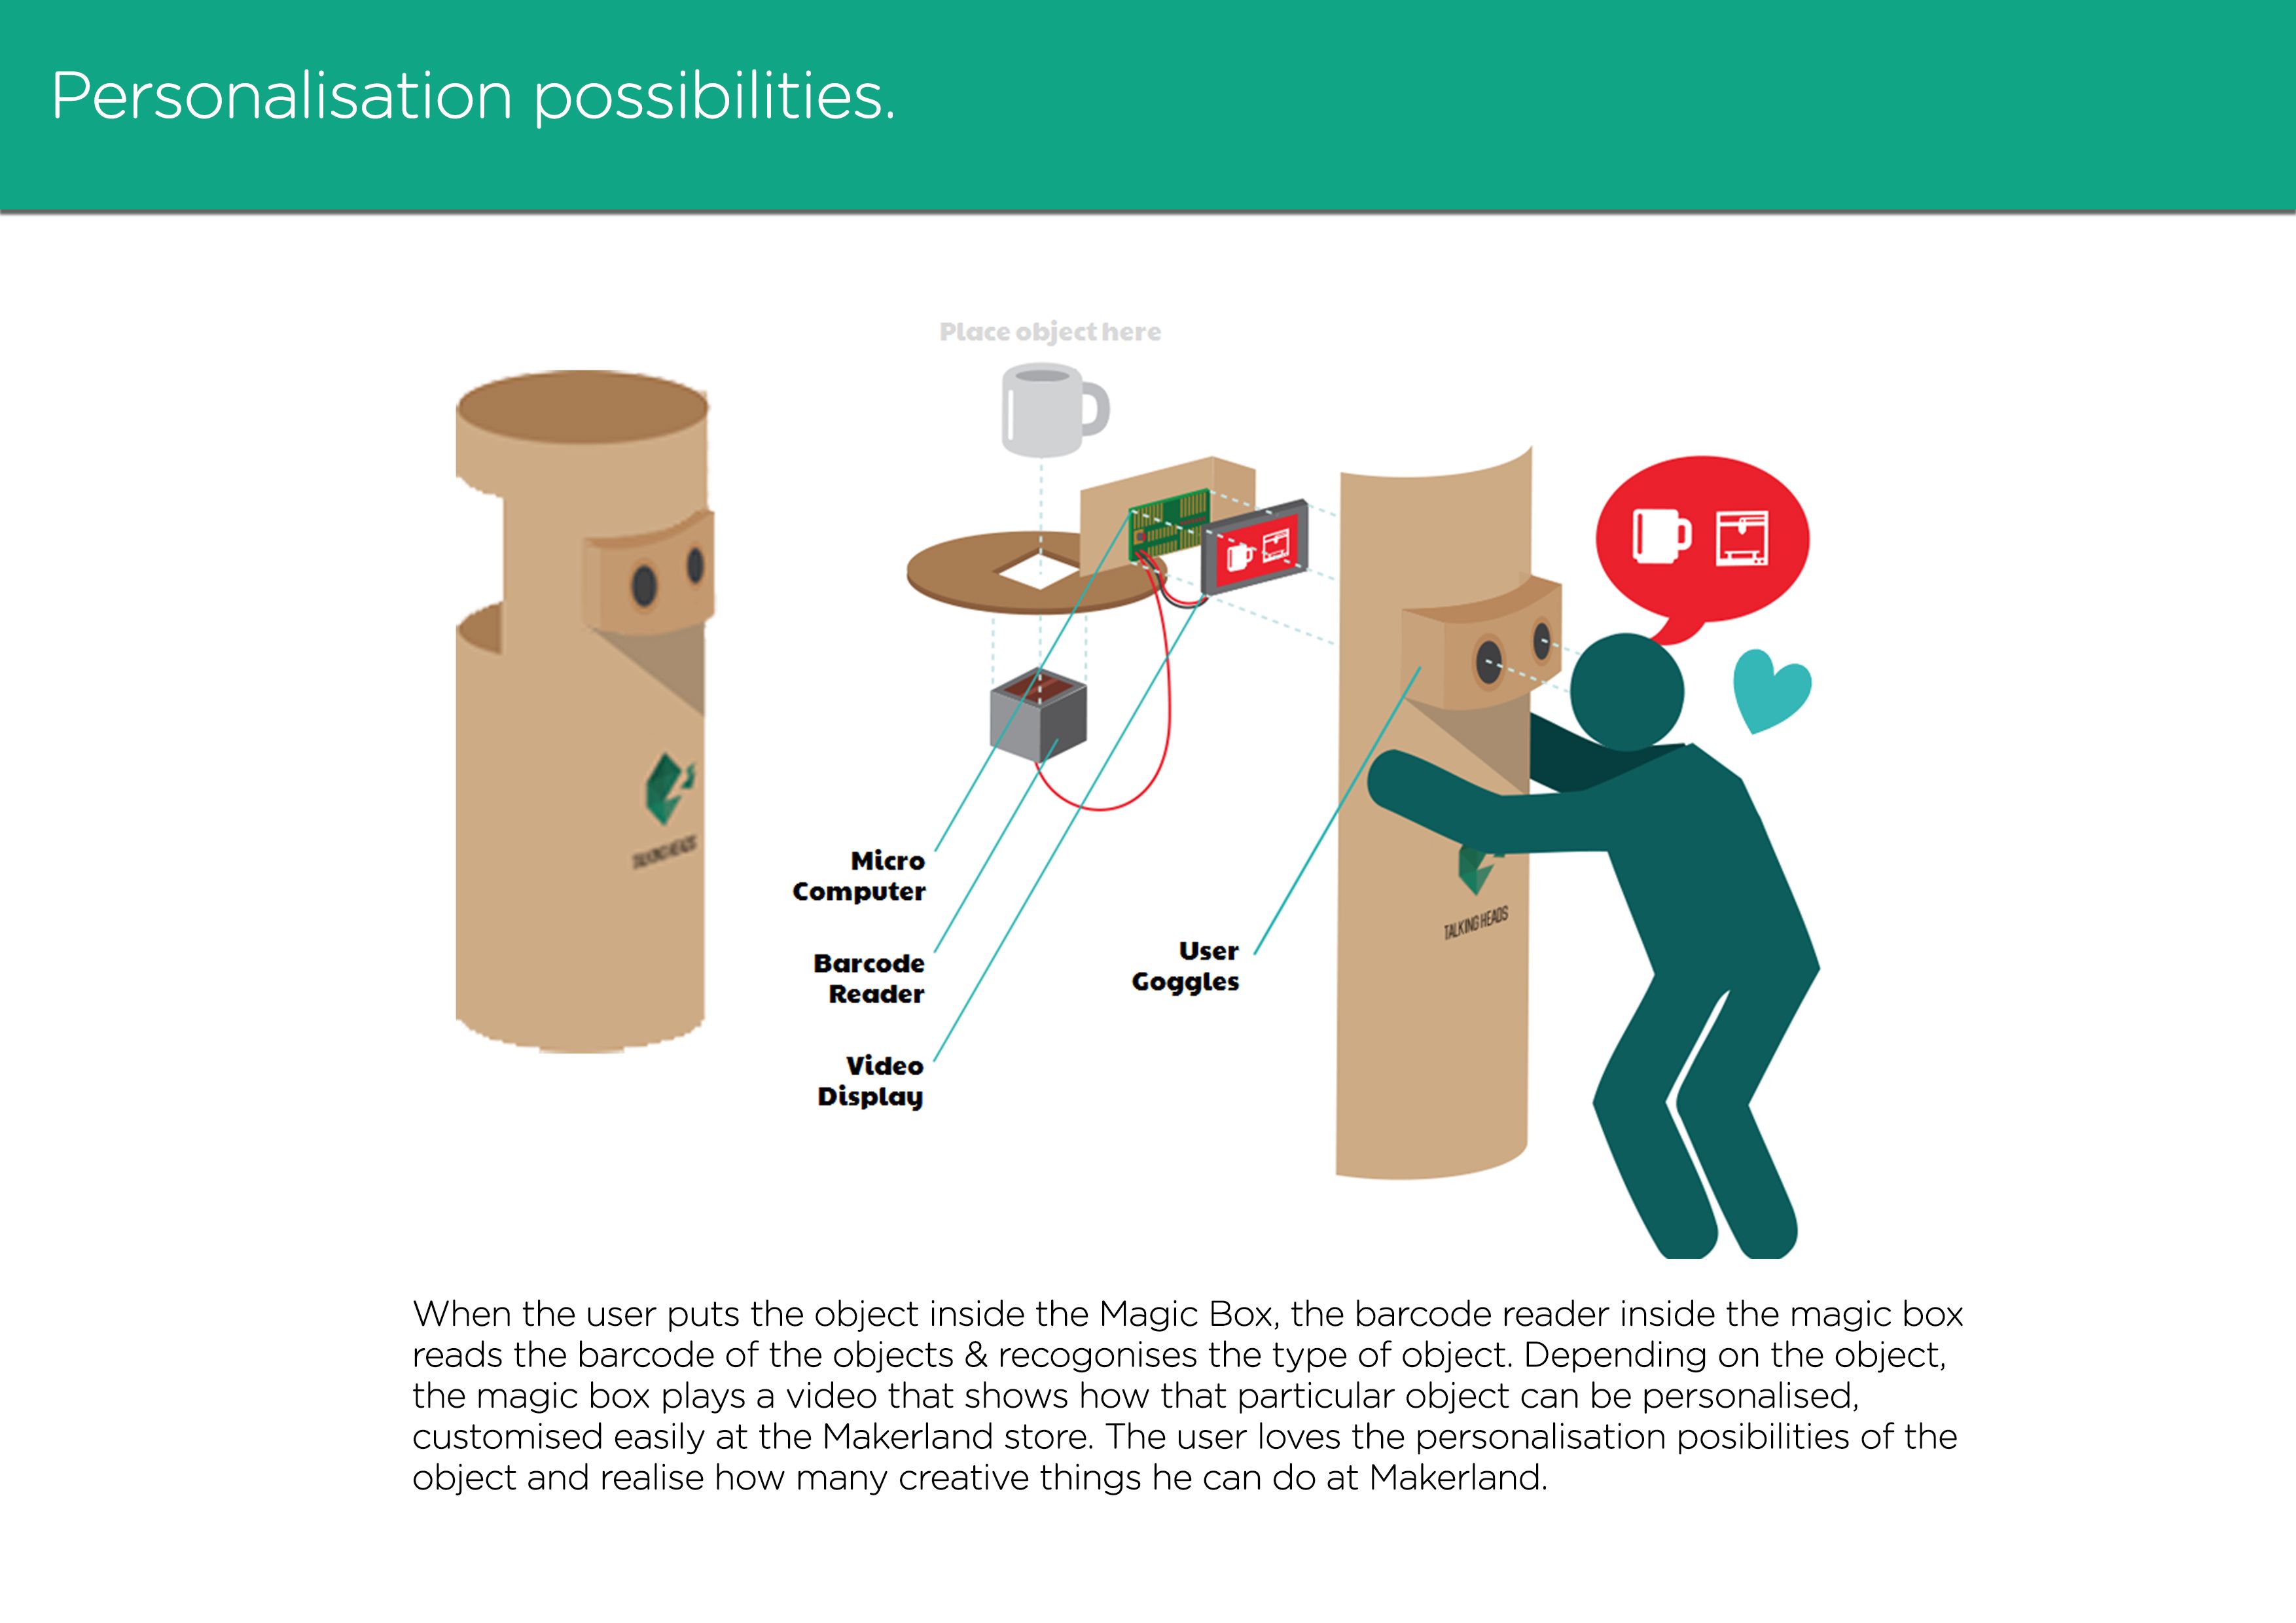 Personalisation possibilities.
Place object here
TALKING HEADS
Micro
Computer
Barcode
Reader
Video
Display
User
Goggles
TALKING HEADS
When the user puts the object inside the Magic Box, the barcode reader inside the magic box
reads the barcode of the objects & recogonises the type of object. Depending on the object,
the magic box plays a video that shows how that particular object can be personalised,
customised easily at the Makerland store. The user loves the personalisation posibilities of the
object and realise how many creative things he can do at Makerland.